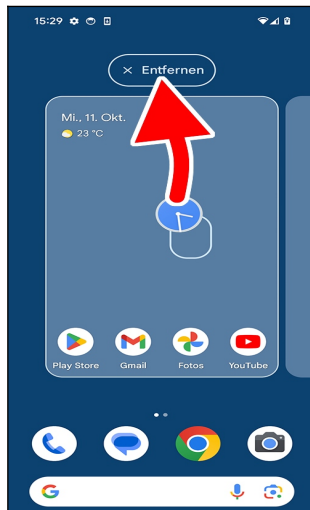 15:29
× Entfernen
Mi., 11. Okt.
23 °C
Play Store Gmail Fotos YouTube